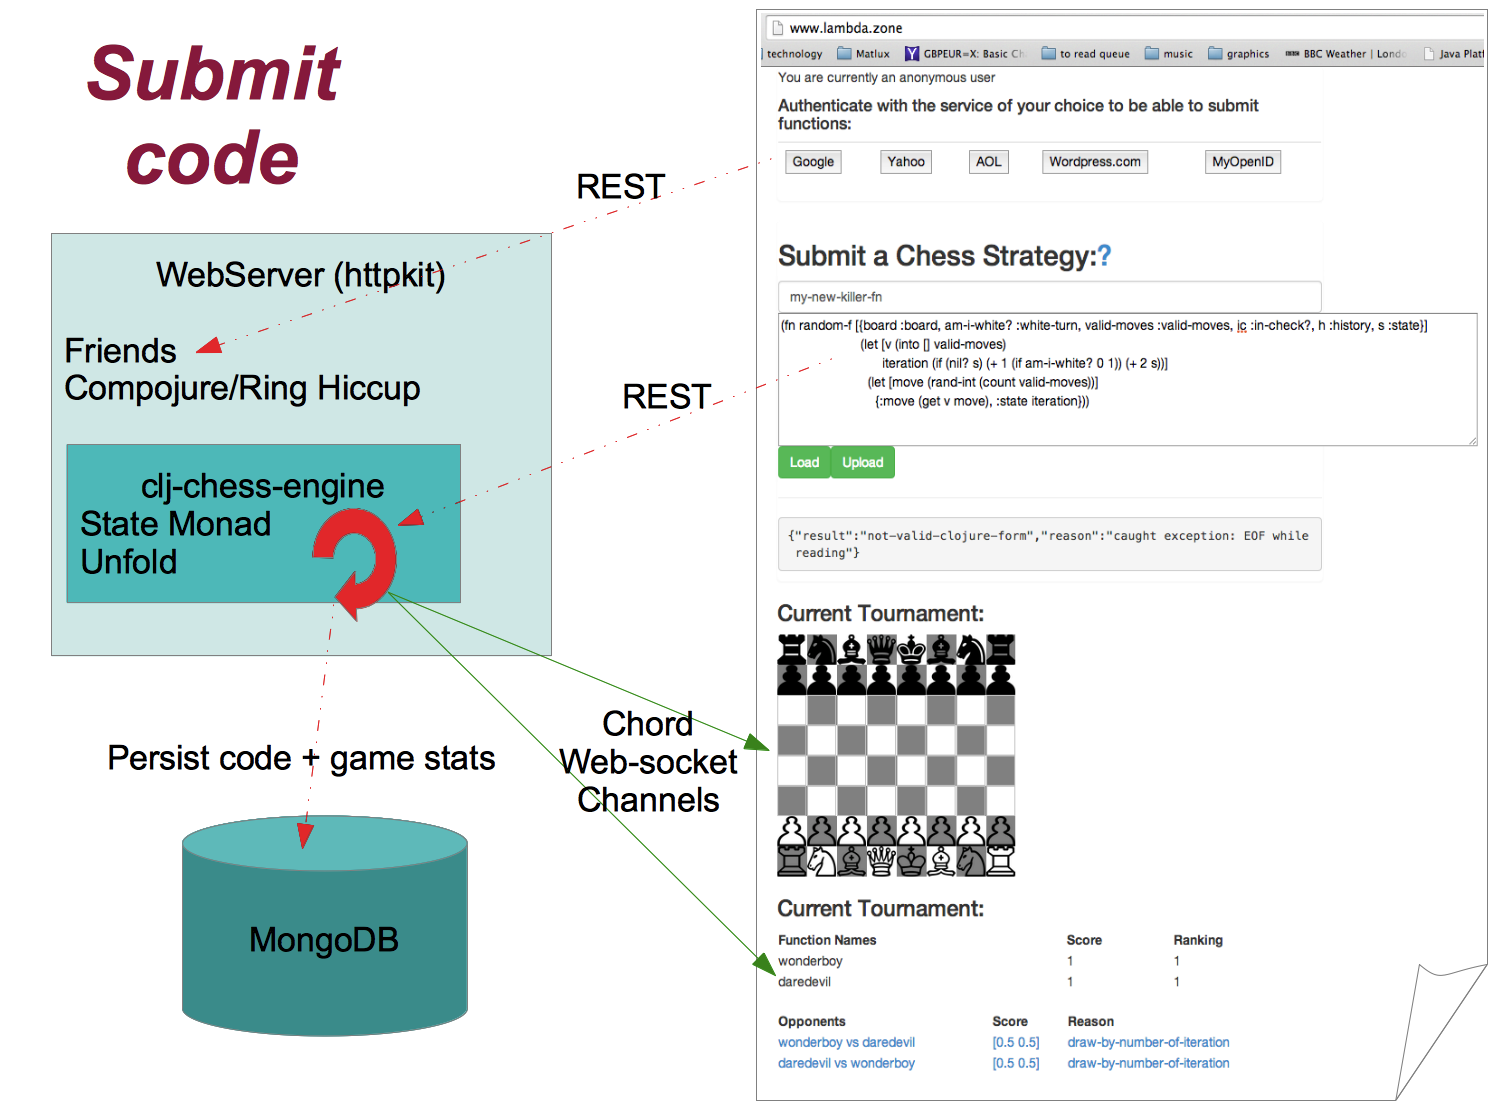 Submit
code
WebServer (httpkit)
Friends
Compojure/Ring Hiccup
clj-chess-engine
State Monad
Unfold
Persist code + game stats
MongoDB
REST
REST
Chord
Web-socket
Channels
www.lambda.zone
technology Matlux GBPEUR=X: Basic Ch to read queue music graphics BBC BBC Weather | Lond Java Platf
You are currently an anonymous user
Authenticate with the service of your choice to be able to submit
functions:
Google Yahoo AOL Wordpress.com MyOpenID
Submit a Chess Strategy:?
my-new-killer-fn
(fn random-f [{board :board, am-i-white? :white-turn, valid-moves :valid-moves, ic :in-check?, h :history, s :state}]
(let [v (into [] valid-moves)
iteration (if (nil? s) (+ 1 (if am-i-white? 0 1)) (+ 2 s))]
(let [move (rand-int (count valid-moves))]
{:move (get v move), :state iteration}))
Load Upload
{"result":"not-valid-clojure-form","reason":"caught exception: EOF while
reading"}
Current Tournament:
Current Tournament:
Function Names Score Ranking
wonderboy 1 1
daredevil 1 1
Opponents Score Reason
wonderboy vs daredevil [0.5 0.5] draw-by-number-of-iteration
daredevil vs wonderboy [0.5 0.5] draw-by-number-of-iteration